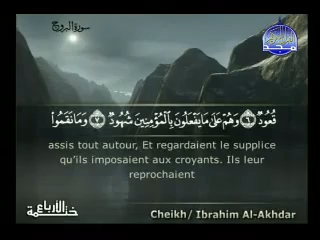 سورة البروج
المجد
قُعُودٌ ﴿٦﴾ وَهُمْ عَلَىٰ مَا يَفْعَلُونَ بِالْمُؤْمِنِينَ شُهُودٌ ﴿٧﴾ وَمَا نَقَمُوا
assis tout autour, Et regardaient le supplice
qu'ils imposaient aux croyants. Ils leur
reprochaient
Cheikh/ Ibrahim Al-Akhdar